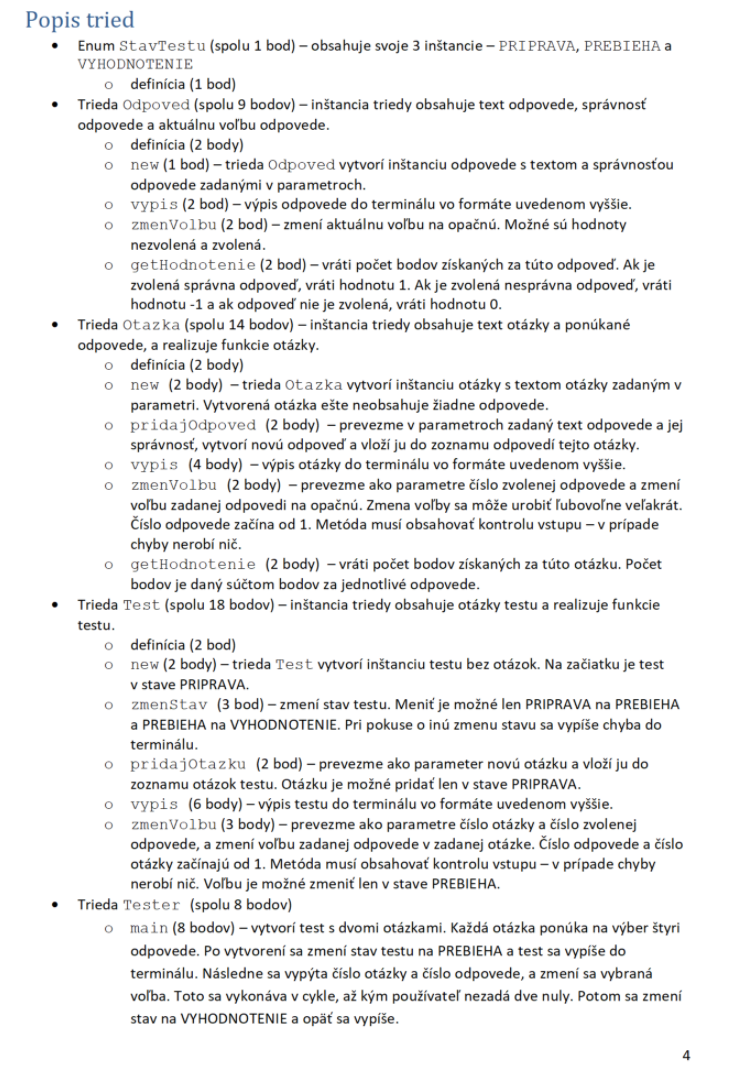 Popis tried
• Enum StavTestu (spolu 1 bod) – obsahuje svoje 3 inštancie – PRIPRAVA, PREBIEHA a
VYHODNOTENIE
o definícia (1 bod)
• Trieda Odpoved (spolu 9 bodov) – inštancia triedy obsahuje text odpovede, správnosť
odpovede a aktuálnu voľbu odpovede.
o definícia (2 body)
o new (1 bod) – trieda Odpoved vytvorí inštanciu odpovede s textom a správnosťou
odpovede zadanými v parametroch.
o vypis (2 bod) – výpis odpovede do terminálu vo formáte uvedenom vyššie.
o zmenVolbu (2 bod) – zmení aktuálnu voľbu na opačnú. Možné sú hodnoty
nezvolená a zvolená.
o getHodnotenie (2 bod) – vráti počet bodov získaných za túto odpoveď. Ak je
zvolená správna odpoveď, vráti hodnotu 1. Ak je zvolená nesprávna odpoveď, vráti
hodnotu -1 a ak odpoveď nie je zvolená, vráti hodnotu 0.
• Trieda Otazka (spolu 14 bodov) – inštancia triedy obsahuje text otázky a ponúkané
odpovede, a realizuje funkcie otázky.
o definícia (2 body)
o new (2 body) – trieda Otazka vytvorí inštanciu otázky s textom otázky zadaným v
parametri. Vytvorená otázka ešte neobsahuje žiadne odpovede.
o pridajOdpoved (2 body) – prevezme v parametroch zadaný text odpovede a jej
správnosť, vytvorí novú odpoveď a vloží ju do zoznamu odpovedí tejto otázky.
o vypis (4 body) – výpis otázky do terminálu vo formáte uvedenom vyššie.
o zmenVolbu (2 body) – prevezme ako parametre číslo zvolenej odpovede a zmení
voľbu zadanej odpovedi na opačnú. Zmena voľby sa môže urobiť ľubovoľne veľakrát.
Číslo odpovede začína od 1. Metóda musí obsahovať kontrolu vstupu – v prípade
chyby nerobí nič.
o getHodnotenie (2 body) – vráti počet bodov získaných za túto otázku. Počet
bodov je daný súčtom bodov za jednotlivé odpovede.
• Trieda Test (spolu 18 bodov) – inštancia triedy obsahuje otázky testu a realizuje funkcie
testu.
o definícia (2 bod)
o new (2 body) – trieda Test vytvorí inštanciu testu bez otázok. Na začiatku je test
v stave PRIPRAVA.
o zmenStav (3 bod) – zmení stav testu. Meniť je možné len PRIPRAVA na PREBIEHA
a PREBIEHA na VYHODNOTENIE. Pri pokuse o inú zmenu stavu sa vypíše chyba do
terminálu.
o pridajOtazku (2 bod) – prevezme ako parameter novú otázku a vloží ju do
zoznamu otázok testu. Otázku je možné pridať len v stave PRIPRAVA.
o vypis (6 body) – výpis testu do terminálu vo formáte uvedenom vyššie.
o zmenVolbu (3 body) – prevezme ako parametre číslo otázky a číslo zvolenej
odpovede, a zmení voľbu zadanej odpovede v zadanej otázke. Číslo odpovede a číslo
otázky začínajú od 1. Metóda musí obsahovať kontrolu vstupu – v prípade chyby
nerobí nič. Voľbu je možné zmeniť len v stave PREBIEHA.
• Trieda Tester (spolu 8 bodov)
o main (8 bodov) – vytvorí test s dvomi otázkami. Každá otázka ponúka na výber štyri
odpovede. Po vytvorení sa zmení stav testu na PREBIEHA a test sa vypíše do
terminálu. Následne sa vypýta číslo otázky a číslo odpovede, a zmení sa vybraná
voľba. Toto sa vykonáva v cykle, až kým používateľ nezadá dve nuly. Potom sa zmení
stav na VYHODNOTENIE a opäť sa vypíše.
4